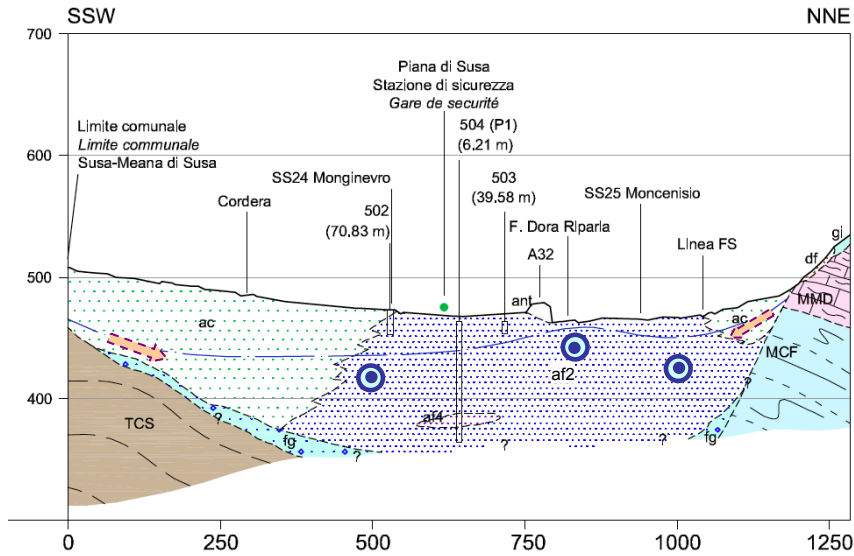 SSW
NNE
700
Piana di Susa
Stazione di sicurezza
Gare de securité
Limite comunale
Limite communale
Susa-Meana di Susa
504 (P1)
(6.21 m)
600
SS24 Monginevro
503
(39.58 m)
SS25 Moncenisio
Cordera
502
(70.83 m)
F. Dora Riparia
A32
Linea FS
gi
df
500
ant
MMD
ac
ac
MCF
af2
?
400
TCS
?
af4
fg
?
?
?
fg
0
250
500
750
1000
1250